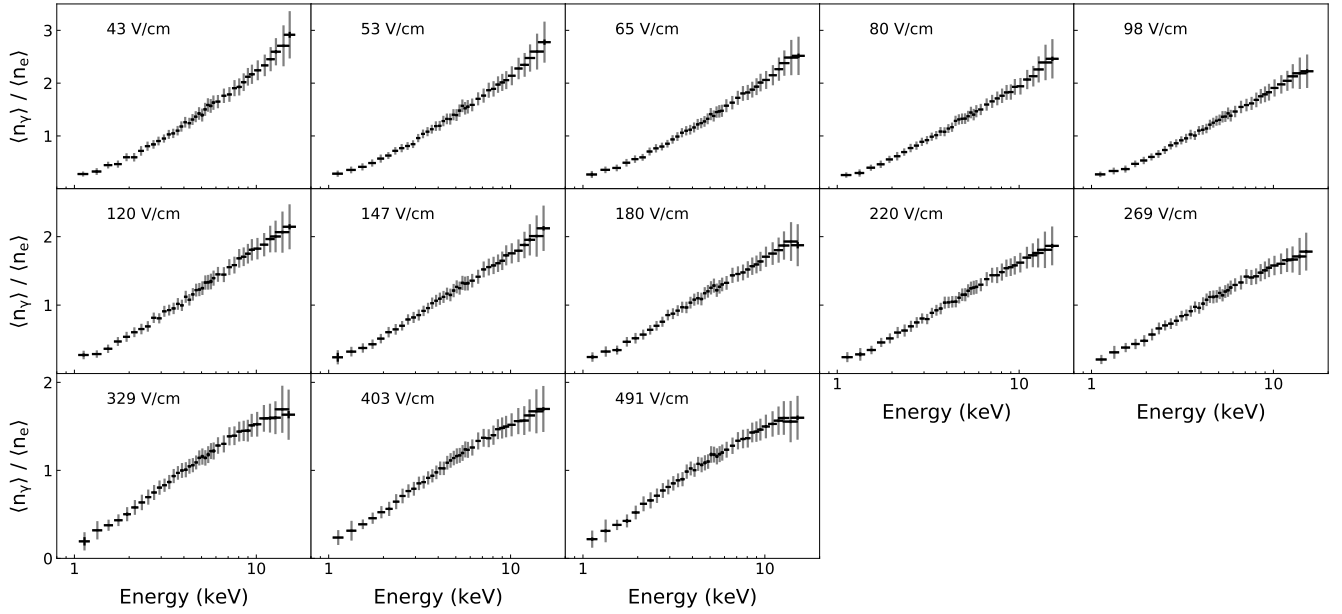 43 V/cm 53 V/cm 65 V/cm 80 V/cm 98 V/cm
3
2
1
⟨nγ⟩ / ⟨ne⟩
120 V/cm 147 V/cm 180 V/cm 220 V/cm 269 V/cm
2
1
⟨nγ⟩ / ⟨ne⟩
1 10 1 10
Energy (keV) Energy (keV)
329 V/cm 403 V/cm 491 V/cm
2
1
0
⟨nγ⟩ / ⟨ne⟩
1 10 1 10 1 10
Energy (keV) Energy (keV) Energy (keV)